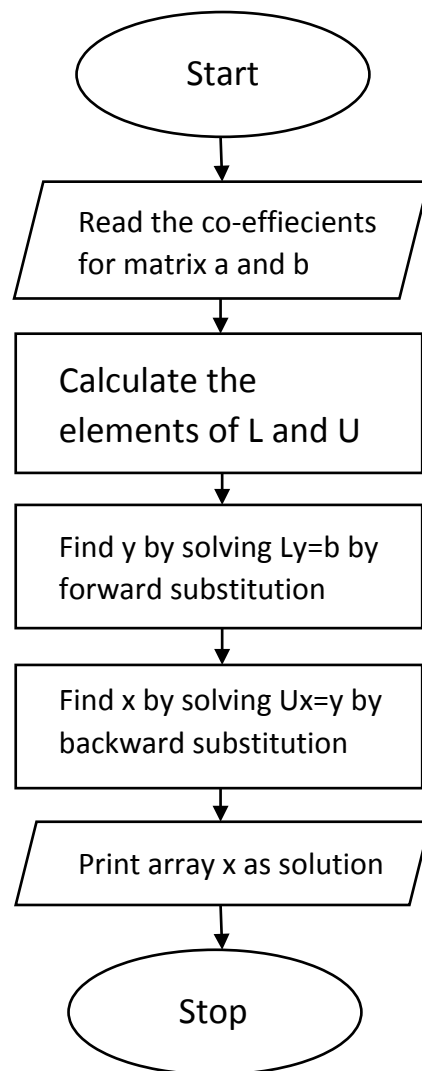 Start
Read the co-effiecients
for matrix a and b
Calculate the
elements of L and U
Find y by solving Ly=b by
forward substitution
Find x by solving Ux=y by
backward substitution
Print array x as solution
Stop